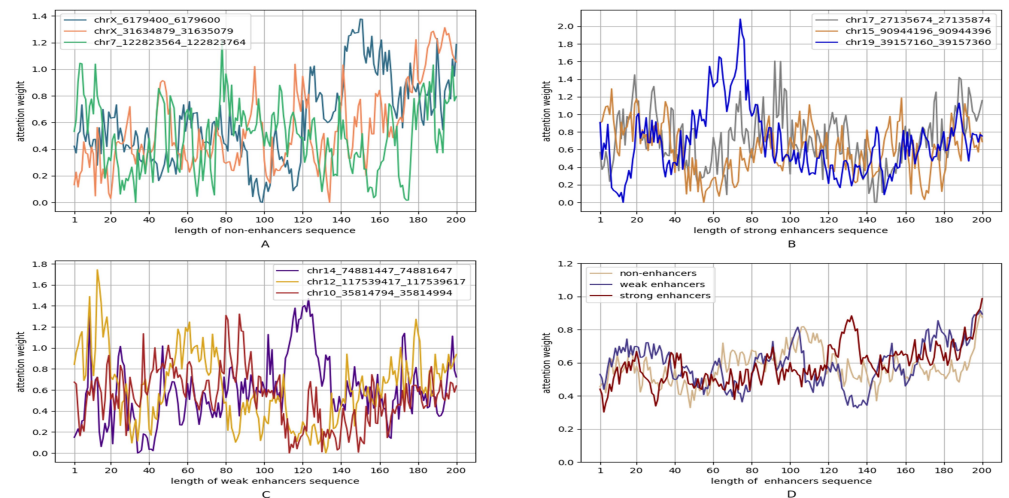 1.4
1.2
1.0
0.8
0.6
0.4
0.2
0.0
attention weight
chrX_6179400_6179600
chrX_31634879_31635079
chr7_122823564_122823764
1 20 40 60 80 100 120 140 160 180 200
length of non-enhancers sequence
A
2.0
1.8
1.6
1.4
1.2
1.0
0.8
0.6
0.4
0.2
0.0
attention weight
chr17_27135674_27135874
chr15_90944196_90944396
chr19_39157160_39157360
1 20 40 60 80 100 120 140 160 180 200
length of strong enhancers sequence
B
1.8
1.6
1.4
1.2
1.0
0.8
0.6
0.4
0.2
0.0
attention weight
chr14_74881447_74881647
chr12_117539417_117539617
chr10_35814794_35814994
1 20 40 60 80 100 120 140 160 180 200
length of weak enhancers sequence
C
1.2
1.0
0.8
0.6
0.4
0.2
0.0
attention weight
non-enhancers
weak enhancers
strong enhancers
1 20 40 60 80 100 120 140 160 180 200
length of enhancers sequence
D